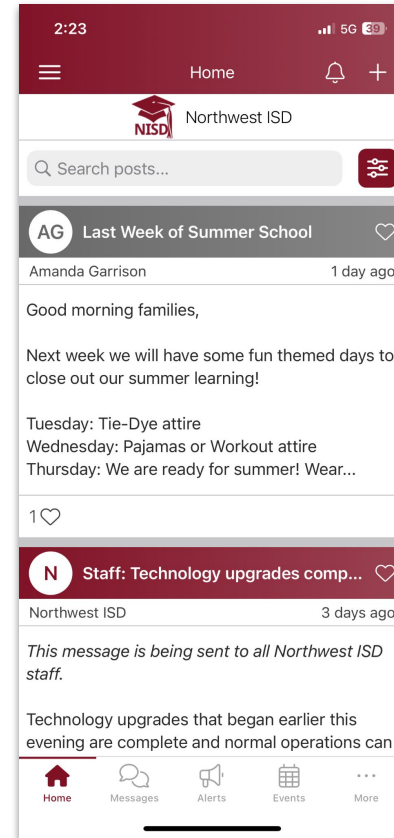 2:23
5G 39
Home
NISD
Northwest ISD
Search posts...
AG
Last Week of Summer School
Amanda Garrison
1 day ago
Good morning families,
Next week we will have some fun themed days to
close out our summer learning!
Tuesday: Tie-Dye attire
Wednesday: Pajamas or Workout attire
Thursday: We are ready for summer! Wear...
1
N
Staff: Technology upgrades comp...
Northwest ISD
3 days ago
This message is being sent to all Northwest ISD
staff.
Technology upgrades that began earlier this
evening are complete and normal operations can
Home
Messages
Alerts
Events
More